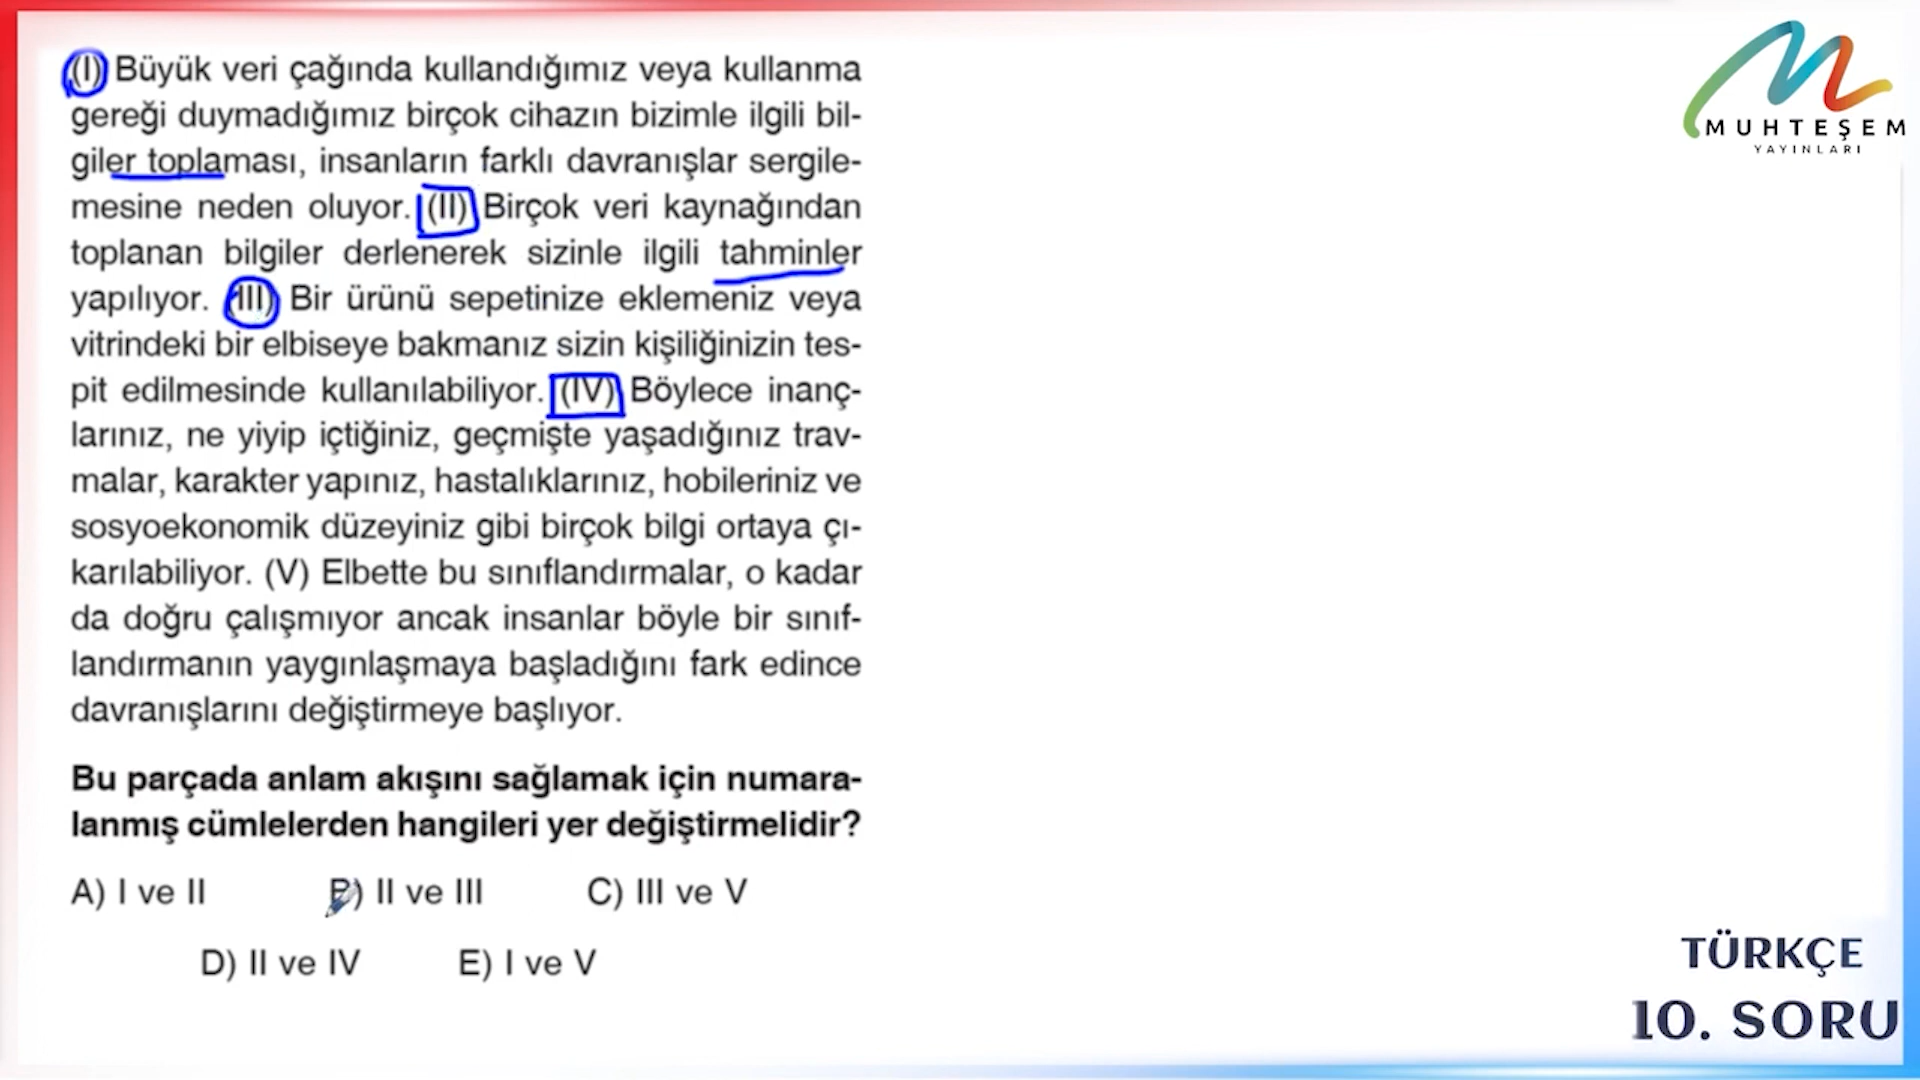 (I) Büyük veri çağında kullandığımız veya kullanma
gereği duymadığımız birçok cihazın bizimle ilgili bil-
giler toplaması, insanların farklı davranışlar sergile-
mesine neden oluyor. (II) Birçok veri kaynağından
toplanan bilgiler derlenerek sizinle ilgili tahminler
yapılıyor. (III) Bir ürünü sepetinize eklemeniz veya
vitrindeki bir elbiseye bakmanız sizin kişiliğinizin tes-
pit edilmesinde kullanılabiliyor. (IV) Böylece inanç-
larınız, ne yiyip içtiğiniz, geçmişte yaşadığınız trav-
malar, karakter yapınız, hastalıklarınız, hobileriniz ve
sosyoekonomik düzeyiniz gibi birçok bilgi ortaya çı-
karılabiliyor. (V) Elbette bu sınıflandırmalar, o kadar
da doğru çalışmıyor ancak insanlar böyle bir sınıf-
landırmanın yaygınlaşmaya başladığını fark edince
davranışlarını değiştirmeye başlıyor.
Bu parçada anlam akışını sağlamak için numara-
lanmış cümlelerden hangileri yer değiştirmelidir?
A) I ve II B) II ve III C) III ve V
D) II ve IV E) I ve V
MUHTEŞEM
YAYINLARI
TÜRKÇE
10. SORU